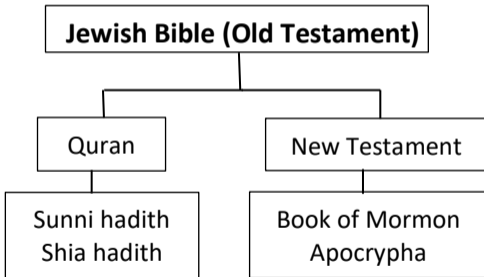 Jewish Bible (Old Testament)
Quran
New Testament
Sunni hadith
Shia hadith
Book of Mormon
Apocrypha